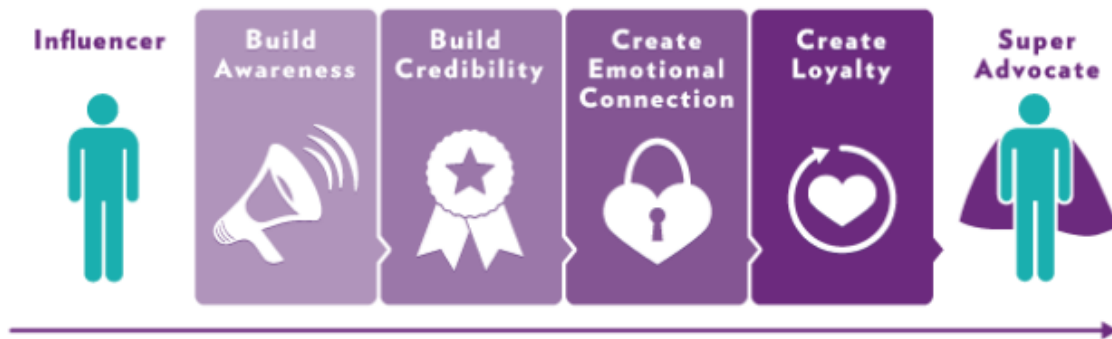 Influencer
Build
Awareness
Build
Credibility
Create
Emotional
Connection
Create
Loyalty
Super
Advocate